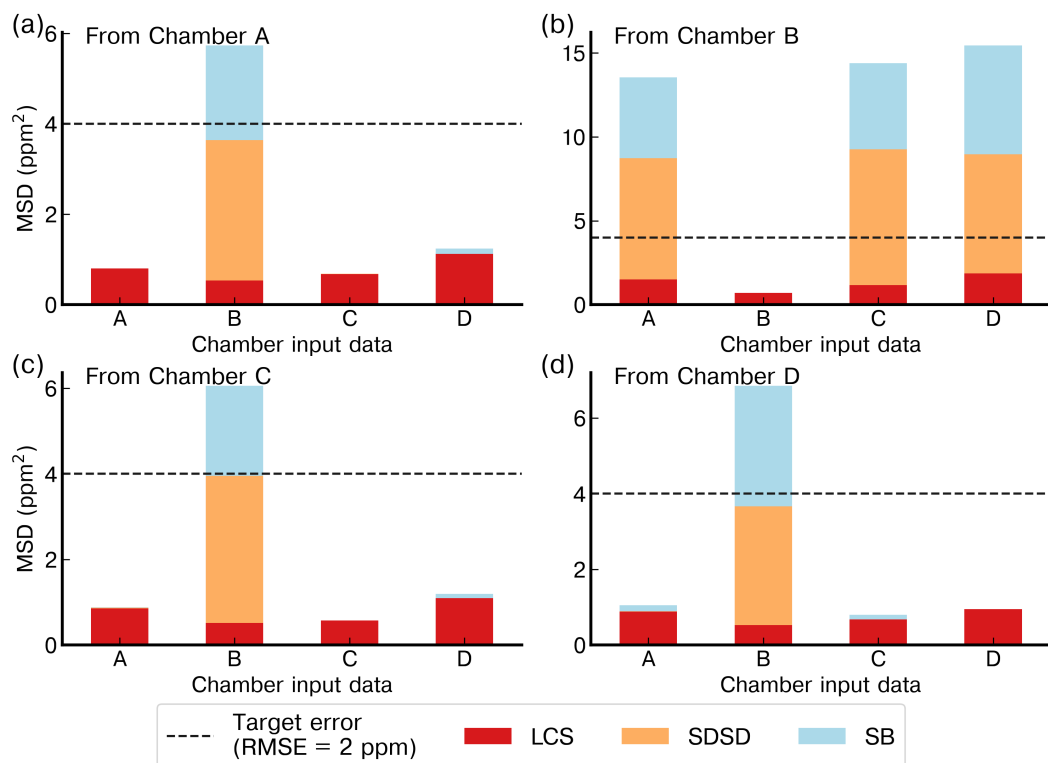 (a)
From Chamber A
MSD (ppm²)
6
4
2
0
A B C D
Chamber input data
(b)
From Chamber B
15
10
5
0
A B C D
Chamber input data
(c)
From Chamber C
MSD (ppm²)
6
4
2
0
A B C D
Chamber input data
(d)
From Chamber D
6
4
2
0
A B C D
Chamber input data
Target error
(RMSE = 2 ppm)
LCS
SDSD
SB